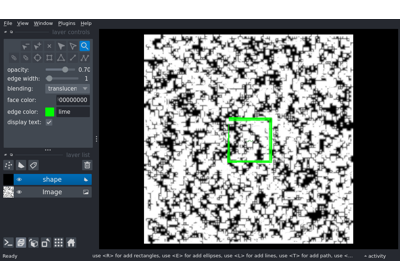 File View Window Plugins Help
layer controls
opacity: 0.70
edge width: 1
blending: translucen
face color: 00000000
edge color: lime
display text:
layer list
shape
Image
Ready use <R> for add rectangles, use <E> for add ellipses, use <L> for add lines, use <T> for add path, use <... activity